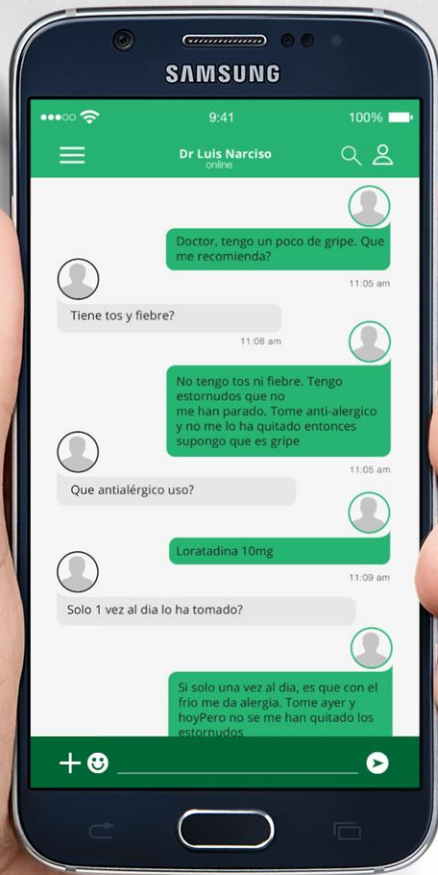 SAMSUNG
9:41
100%
Dr Luis Narciso
online
Doctor, tengo un poco de gripe. Que
me recomienda?
11:05 am
Tiene tos y fiebre?
11:08 am
No tengo tos ni fiebre. Tengo
estornudos que no
me han parado. Tome anti-alergico
y no me lo ha quitado entonces
supongo que es gripe
11:05 am
Que antialérgico uso?
Loratadina 10mg
11:09 am
Solo 1 vez al dia lo ha tomado?
Si solo una vez al dia, es que con el
frio me da alergia. Tome ayer y
hoyPero no se me han quitado los
estornudos